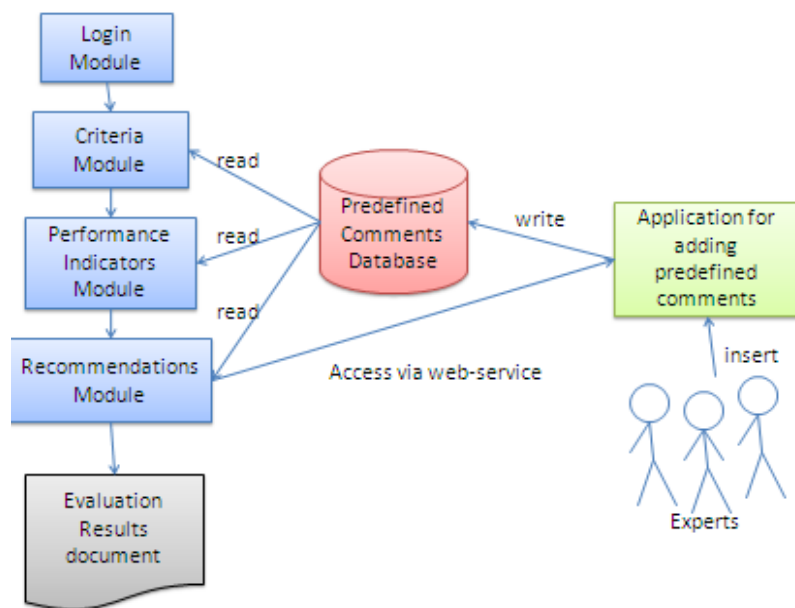 Login
Module
Criteria
Module
read
Performance
Indicators
Module
read
Predefined
Comments
Database
write
Application for
adding
predefined
comments
read
Recommendations
Module
Access via web-service
insert
Evaluation
Results
document
Experts